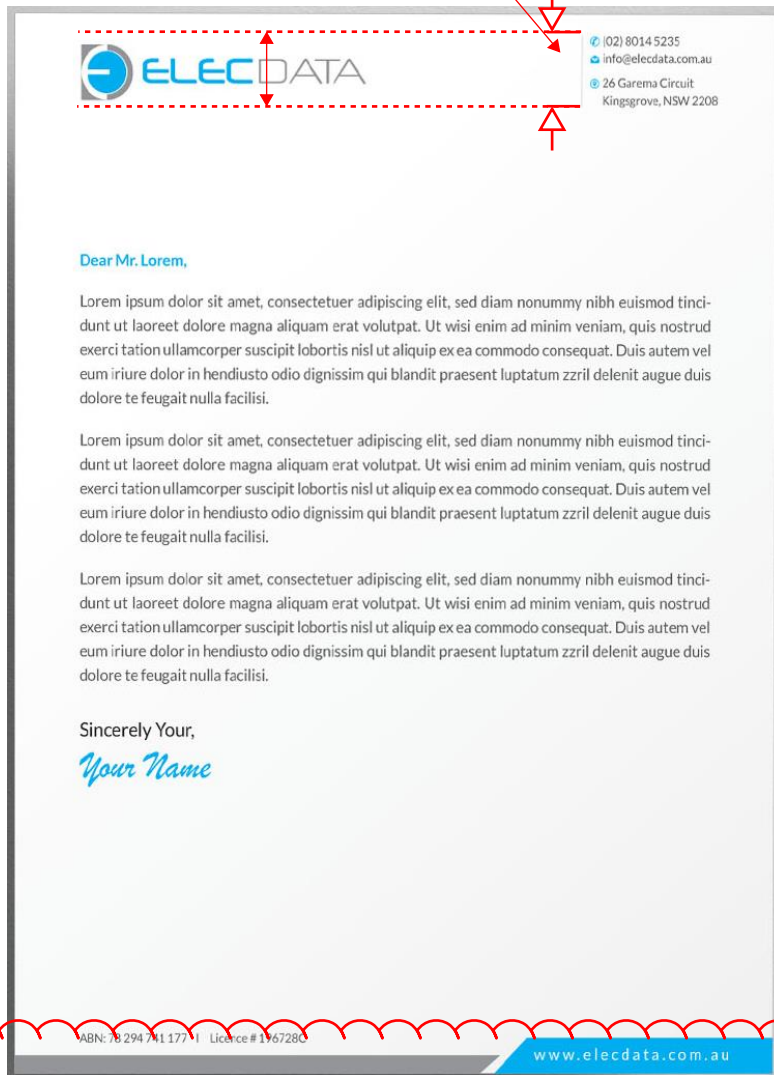 ELECDATA
(02) 8014 5235
info@elecdata.com.au
26 Garema Circuit
Kingsgrove, NSW 2208
Dear Mr. Lorem,
Lorem ipsum dolor sit amet, consectetuer adipiscing elit, sed diam nonummy nibh euismod tinci-
dunt ut laoreet dolore magna aliquam erat volutpat. Ut wisi enim ad minim veniam, quis nostrud
exerci tation ullamcorper suscipit lobortis nisl ut aliquip ex ea commodo consequat. Duis autem vel
eum iriure dolor in hendiusto odio dignissim qui blandit praesent luptatum zzril delenit augue duis
dolore te feugait nulla facilisi.
Lorem ipsum dolor sit amet, consectetuer adipiscing elit, sed diam nonummy nibh euismod tinci-
dunt ut laoreet dolore magna aliquam erat volutpat. Ut wisi enim ad minim veniam, quis nostrud
exerci tation ullamcorper suscipit lobortis nisl ut aliquip ex ea commodo consequat. Duis autem vel
eum iriure dolor in hendiusto odio dignissim qui blandit praesent luptatum zzril delenit augue duis
dolore te feugait nulla facilisi.
Lorem ipsum dolor sit amet, consectetuer adipiscing elit, sed diam nonummy nibh euismod tinci-
dunt ut laoreet dolore magna aliquam erat volutpat. Ut wisi enim ad minim veniam, quis nostrud
exerci tation ullamcorper suscipit lobortis nisl ut aliquip ex ea commodo consequat. Duis autem vel
eum iriure dolor in hendiusto odio dignissim qui blandit praesent luptatum zzril delenit augue duis
dolore te feugait nulla facilisi.
Sincerely Your,
Your Name
ABN: 78 294 741 177 I Licence # 196728C
www.elecdata.com.au